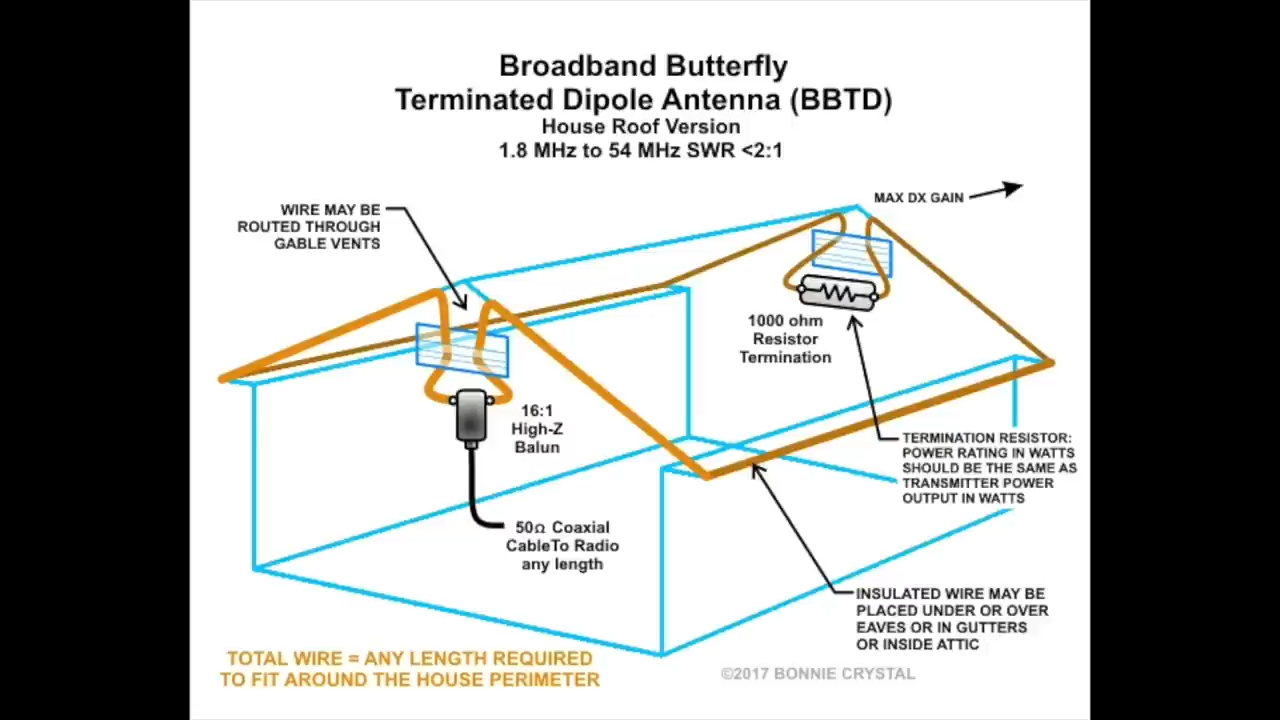 Broadband Butterfly
Terminated Dipole Antenna (BBTD)
House Roof Version
1.8 MHz to 54 MHz SWR <2:1
MAX DX GAIN
WIRE MAY BE
ROUTED THROUGH
GABLE VENTS
1000 ohm
Resistor
Termination
16:1
High-Z
Balun
TERMINATION RESISTOR:
POWER RATING IN WATTS
SHOULD BE THE SAME AS
TRANSMITTER POWER
OUTPUT IN WATTS
50Ω Coaxial
CableTo Radio
any length
INSULATED WIRE MAY BE
PLACED UNDER OR OVER
EAVES OR IN GUTTERS
OR INSIDE ATTIC
TOTAL WIRE = ANY LENGTH REQUIRED
TO FIT AROUND THE HOUSE PERIMETER
©2017 BONNIE CRYSTAL